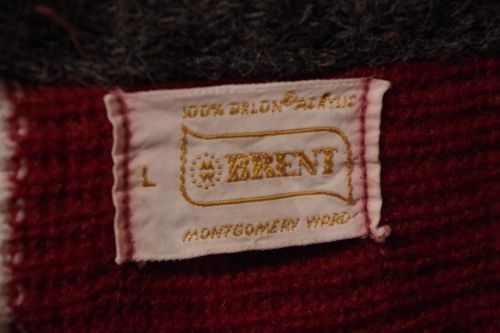 100% ORLON® ACRYLIC
L
BRENT
MONTGOMERY WARD